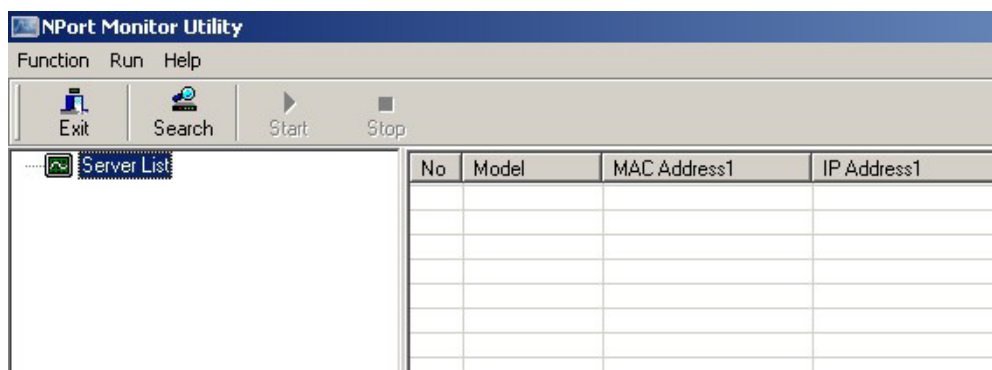 NPort Monitor Utility
Function Run Help
Exit Search Start Stop
Server List
No Model MAC Address1 IP Address1